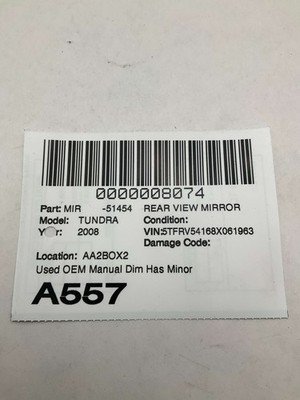 0000008074
Part: MIR -51454 REAR VIEW MIRROR
Model: TUNDRA Condition:
Year: 2008 VIN:5TFRV54168X061963
Damage Code:
Location: AA2BOX2
Used OEM Manual Dim Has Minor
A557